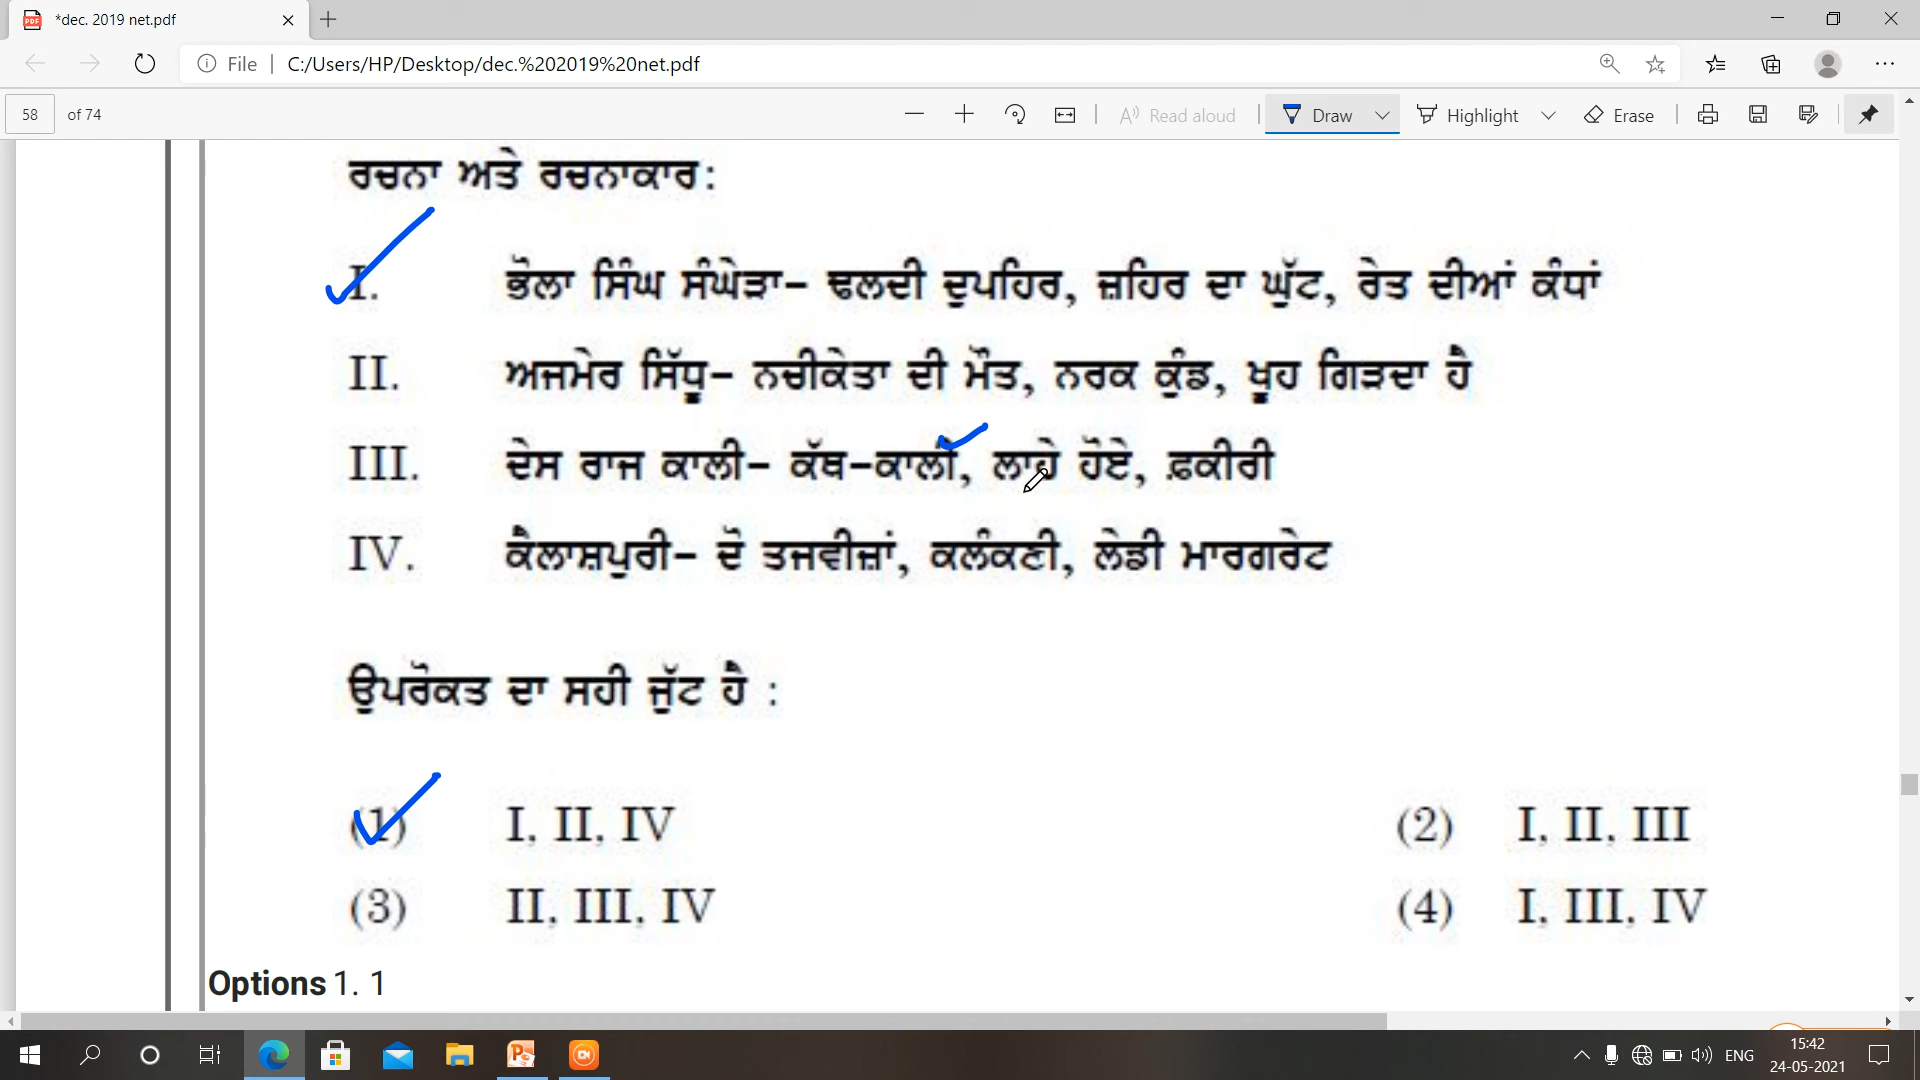 *dec. 2019 net.pdf
File C:/Users/HP/Desktop/dec.%202019%20net.pdf
58 of 74 Read aloud Draw Highlight Erase
ਰਚਨਾ ਅਤੇ ਰਚਨਾਕਾਰ:
I. ਭੋਲਾ ਸਿੰਘ ਸੰਘੇੜਾ- ਢਲਦੀ ਦੁਪਹਿਰ, ਜ਼ਹਿਰ ਦਾ ਘੁੱਟ, ਰੇਤ ਦੀਆਂ ਕੰਧਾਂ
II. ਅਜਮੇਰ ਸਿੱਧੂ- ਨਚੀਕੇਤਾ ਦੀ ਮੌਤ, ਨਰਕ ਕੁੰਡ, ਖੂਹ ਗਿੜਦਾ ਹੈ
III. ਦੇਸ ਰਾਜ ਕਾਲੀ- ਕੱਥ-ਕਾਲੀ, ਲਾਹੇ ਹੋਏ, ਫ਼ਕੀਰੀ
IV. ਕੈਲਾਸ਼ਪੁਰੀ- ਦੋ ਤਜਵੀਜ਼ਾਂ, ਕਲੰਕਣੀ, ਲੇਡੀ ਮਾਰਗਰੇਟ
ਉਪਰੋਕਤ ਦਾ ਸਹੀ ਜੁੱਟ ਹੈ :
(1) I, II, IV (2) I, II, III
(3) II, III, IV (4) I, III, IV
Options 1. 1
ENG 15:42
24-05-2021